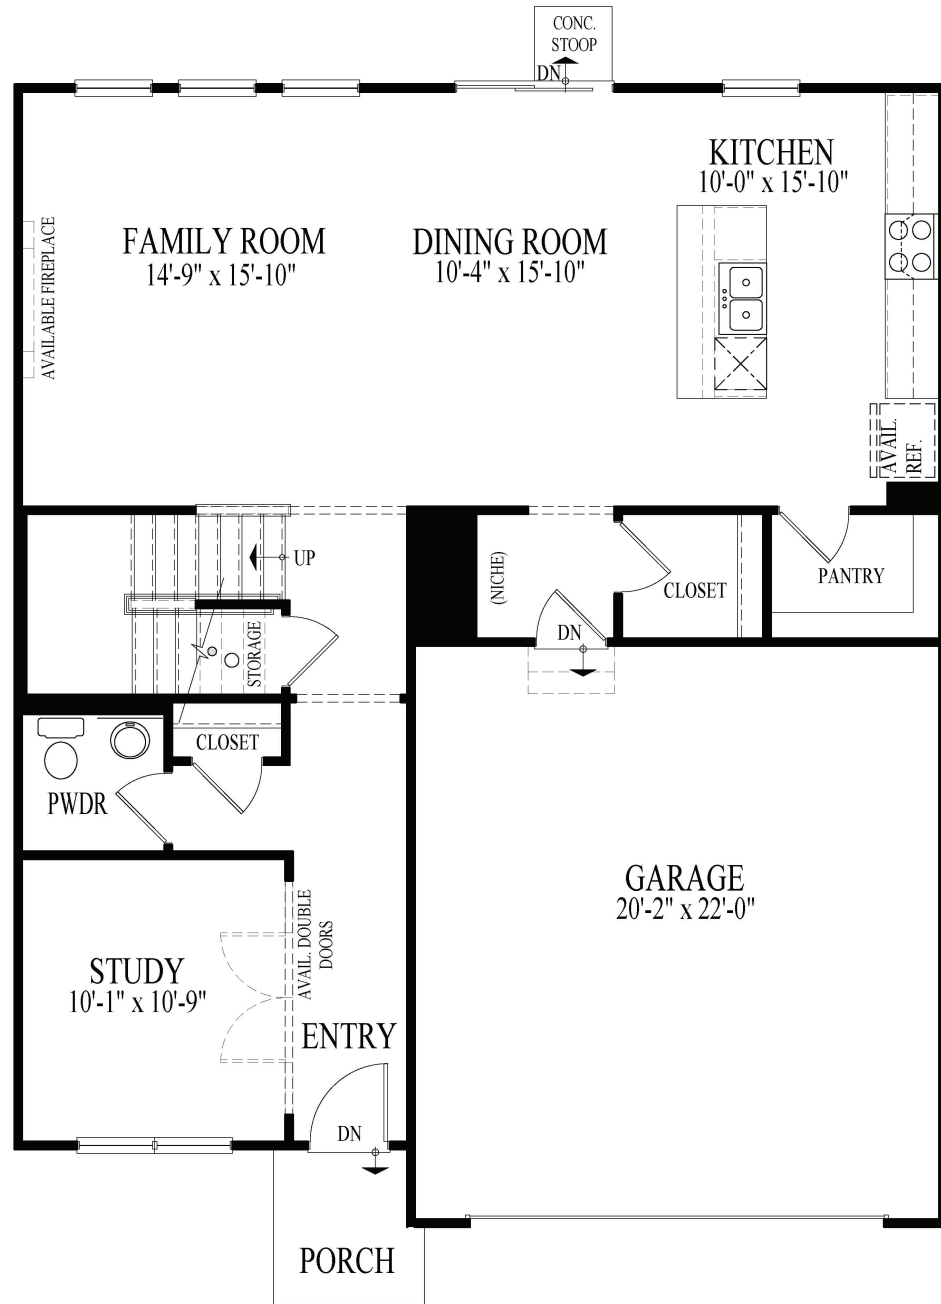 CONC.
STOOP
DN
KITCHEN
10'-0" x 15'-10"
FAMILY ROOM
14'-9" x 15'-10"
DINING ROOM
10'-4" x 15'-10"
AVAILABLE FIREPLACE
AVAIL.
REF.
UP
(NICHE)
CLOSET
PANTRY
STORAGE
DN
CLOSET
PWDR
GARAGE
20'-2" x 22'-0"
AVAIL. DOUBLE
DOORS
STUDY
10'-1" x 10'-9"
ENTRY
DN
PORCH